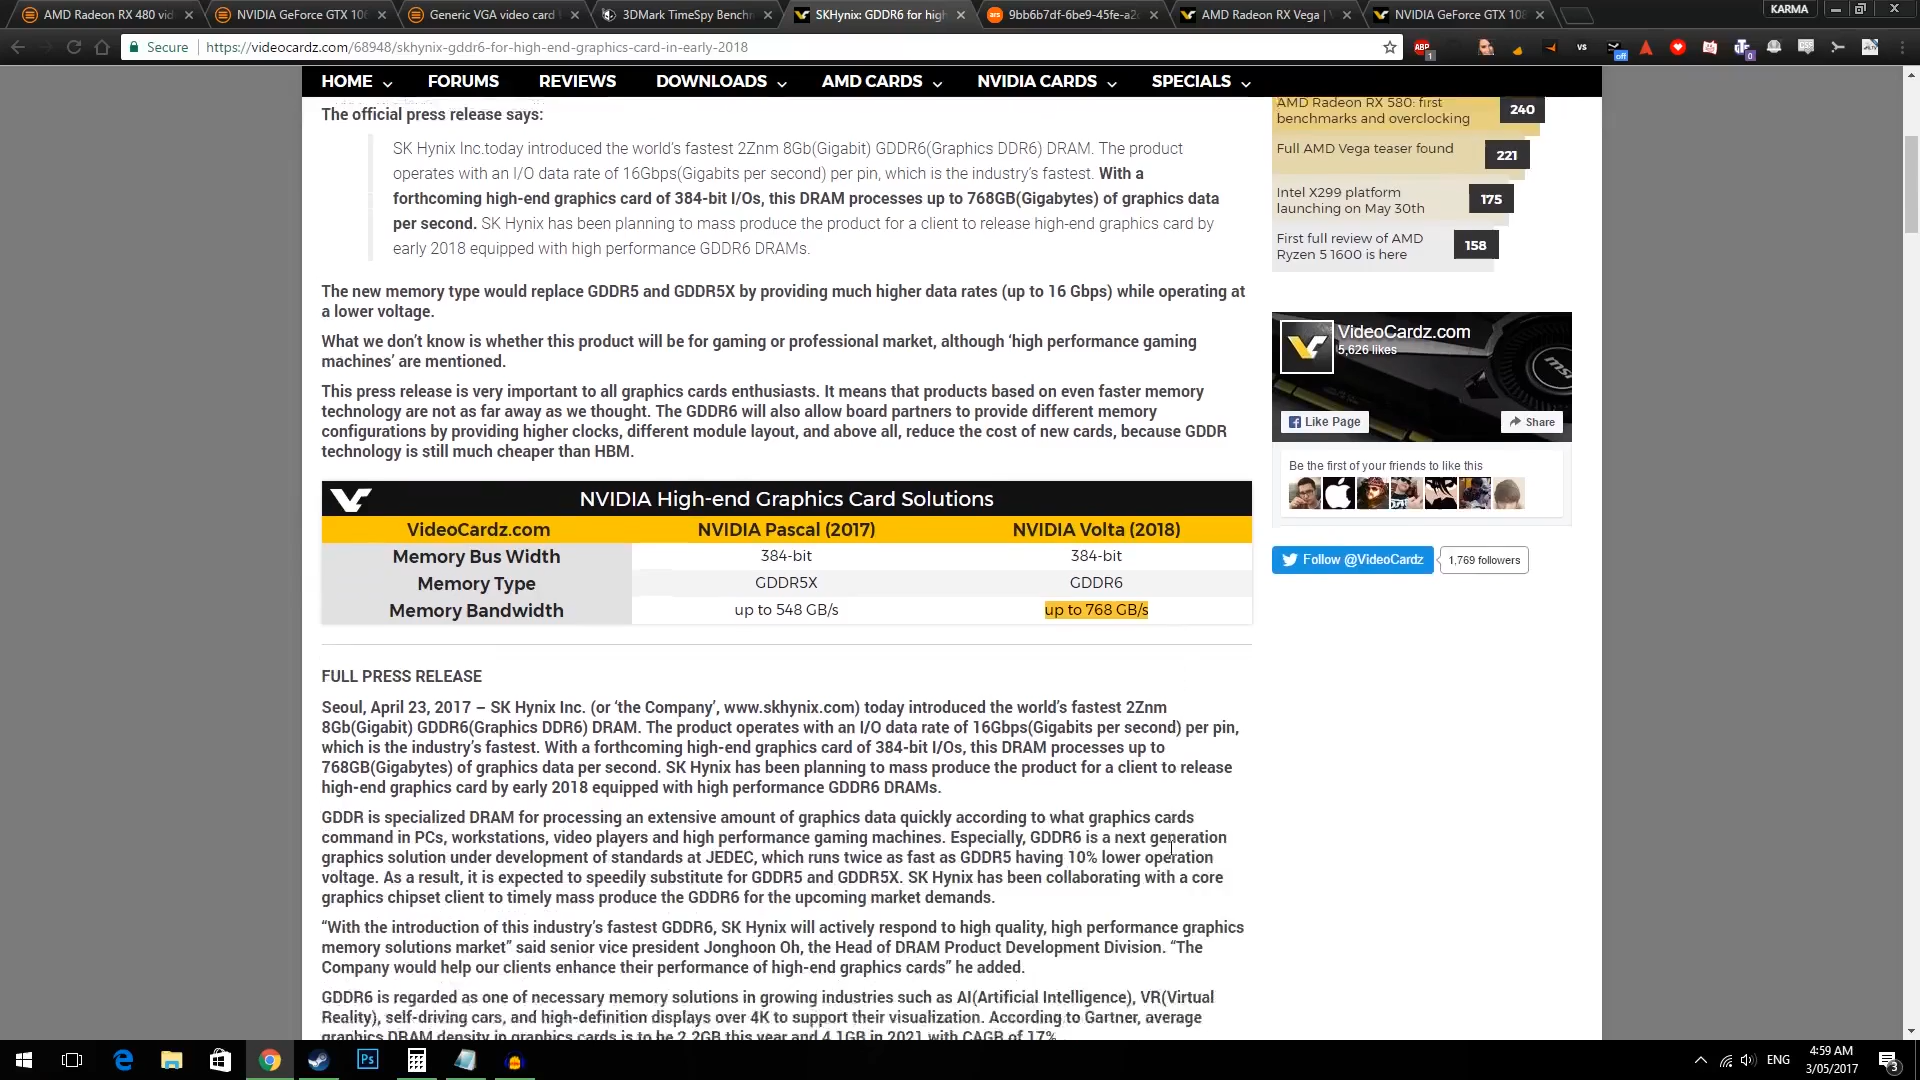 AMD Radeon RX 480 vid
NVIDIA GeForce GTX 10
Generic VGA video card
3DMark TimeSpy Bench
SKHynix: GDDR6 for hig
9bb6b7df-6be9-45fe-a2
AMD Radeon RX Vega | V
NVIDIA GeForce GTX 108
KARMA
Secure
https://videocardz.com/68948/skhynix-gddr6-for-high-end-graphics-card-in-early-2018
HOME
FORUMS
REVIEWS
DOWNLOADS
AMD CARDS
NVIDIA CARDS
SPECIALS
The official press release says:
SK Hynix Inc.today introduced the world's fastest 2Znm 8Gb(Gigabit) GDDR6(Graphics DDR6) DRAM. The product
operates with an I/O data rate of 16Gbps(Gigabits per second) per pin, which is the industry's fastest. With a
forthcoming high-end graphics card of 384-bit I/Os, this DRAM processes up to 768GB(Gigabytes) of graphics data
per second. SK Hynix has been planning to mass produce the product for a client to release high-end graphics card by
early 2018 equipped with high performance GDDR6 DRAMs.
The new memory type would replace GDDR5 and GDDR5X by providing much higher data rates (up to 16 Gbps) while operating at
a lower voltage.
What we don't know is whether this product will be for gaming or professional market, although 'high performance gaming
machines' are mentioned.
This press release is very important to all graphics cards enthusiasts. It means that products based on even faster memory
technology are not as far away as we thought. The GDDR6 will also allow board partners to provide different memory
configurations by providing higher clocks, different module layout, and above all, reduce the cost of new cards, because GDDR
technology is still much cheaper than HBM.
NVIDIA High-end Graphics Card Solutions
VideoCardz.com NVIDIA Pascal (2017) NVIDIA Volta (2018)
Memory Bus Width 384-bit 384-bit
Memory Type GDDR5X GDDR6
Memory Bandwidth up to 548 GB/s up to 768 GB/s
FULL PRESS RELEASE
Seoul, April 23, 2017 – SK Hynix Inc. (or 'the Company', www.skhynix.com) today introduced the world's fastest 2Znm
8Gb(Gigabit) GDDR6(Graphics DDR6) DRAM. The product operates with an I/O data rate of 16Gbps(Gigabits per second) per pin,
which is the industry's fastest. With a forthcoming high-end graphics card of 384-bit I/Os, this DRAM processes up to
768GB(Gigabytes) of graphics data per second. SK Hynix has been planning to mass produce the product for a client to release
high-end graphics card by early 2018 equipped with high performance GDDR6 DRAMs.
GDDR is specialized DRAM for processing an extensive amount of graphics data quickly according to what graphics cards
command in PCs, workstations, video players and high performance gaming machines. Especially, GDDR6 is a next generation
graphics solution under development of standards at JEDEC, which runs twice as fast as GDDR5 having 10% lower operation
voltage. As a result, it is expected to speedily substitute for GDDR5 and GDDR5X. SK Hynix has been collaborating with a core
graphics chipset client to timely mass produce the GDDR6 for the upcoming market demands.
“With the introduction of this industry's fastest GDDR6, SK Hynix will actively respond to high quality, high performance graphics
memory solutions market” said senior vice president Jonghoon Oh, the Head of DRAM Product Development Division. “The
Company would help our clients enhance their performance of high-end graphics cards” he added.
GDDR6 is regarded as one of necessary memory solutions in growing industries such as AI(Artificial Intelligence), VR(Virtual
Reality), self-driving cars, and high-definition displays over 4K to support their visualization. According to Gartner, average
graphics DRAM density in graphics cards is to be 2.2GB this year and 4.1GB in 2021 with CAGR of 17%.
AMD Radeon RX 580: first
benchmarks and overclocking
240
Full AMD Vega teaser found
221
Intel X299 platform
launching on May 30th
175
First full review of AMD
Ryzen 5 1600 is here
158
VideoCardz.com
5,626 likes
msi
Like Page
Share
Be the first of your friends to like this
Follow @VideoCardz
1,769 followers
ABP
1
vs
off
0
ENG
4:59 AM
3/05/2017
3
Ps